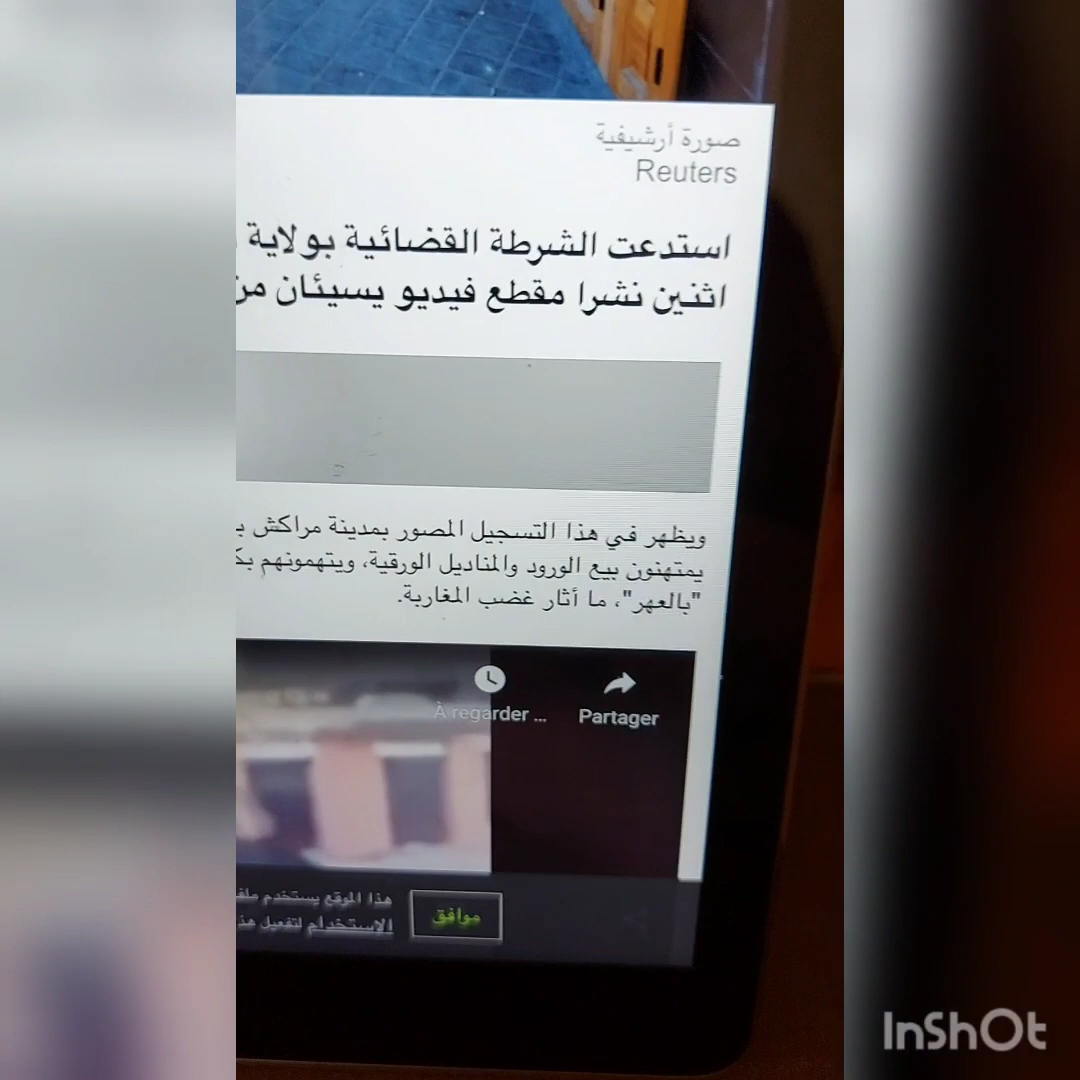 صورة أرشيفية
Reuters
استدعت الشرطة القضائية بولاية
اثنين نشرا مقطع فيديو يسيئان من
ويظهر في هذا التسجيل المصور بمدينة مراكش
يمتهنون بيع الورود والمناديل الورقية، ويتهمونهم
"بالعهر"، ما أثار غضب المغاربة.
À regarder ...
Partager
هذا الموقع يستخدم
موافق
الاستخدام لتفعيل
InShOt